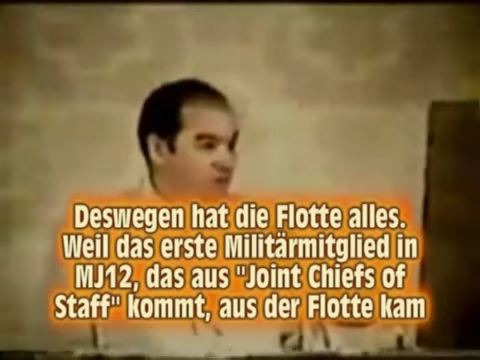 Deswegen hat die Flotte alles.
Weil das erste Militärmitglied in
MJ12, das aus "Joint Chiefs of
Staff" kommt, aus der Flotte kam